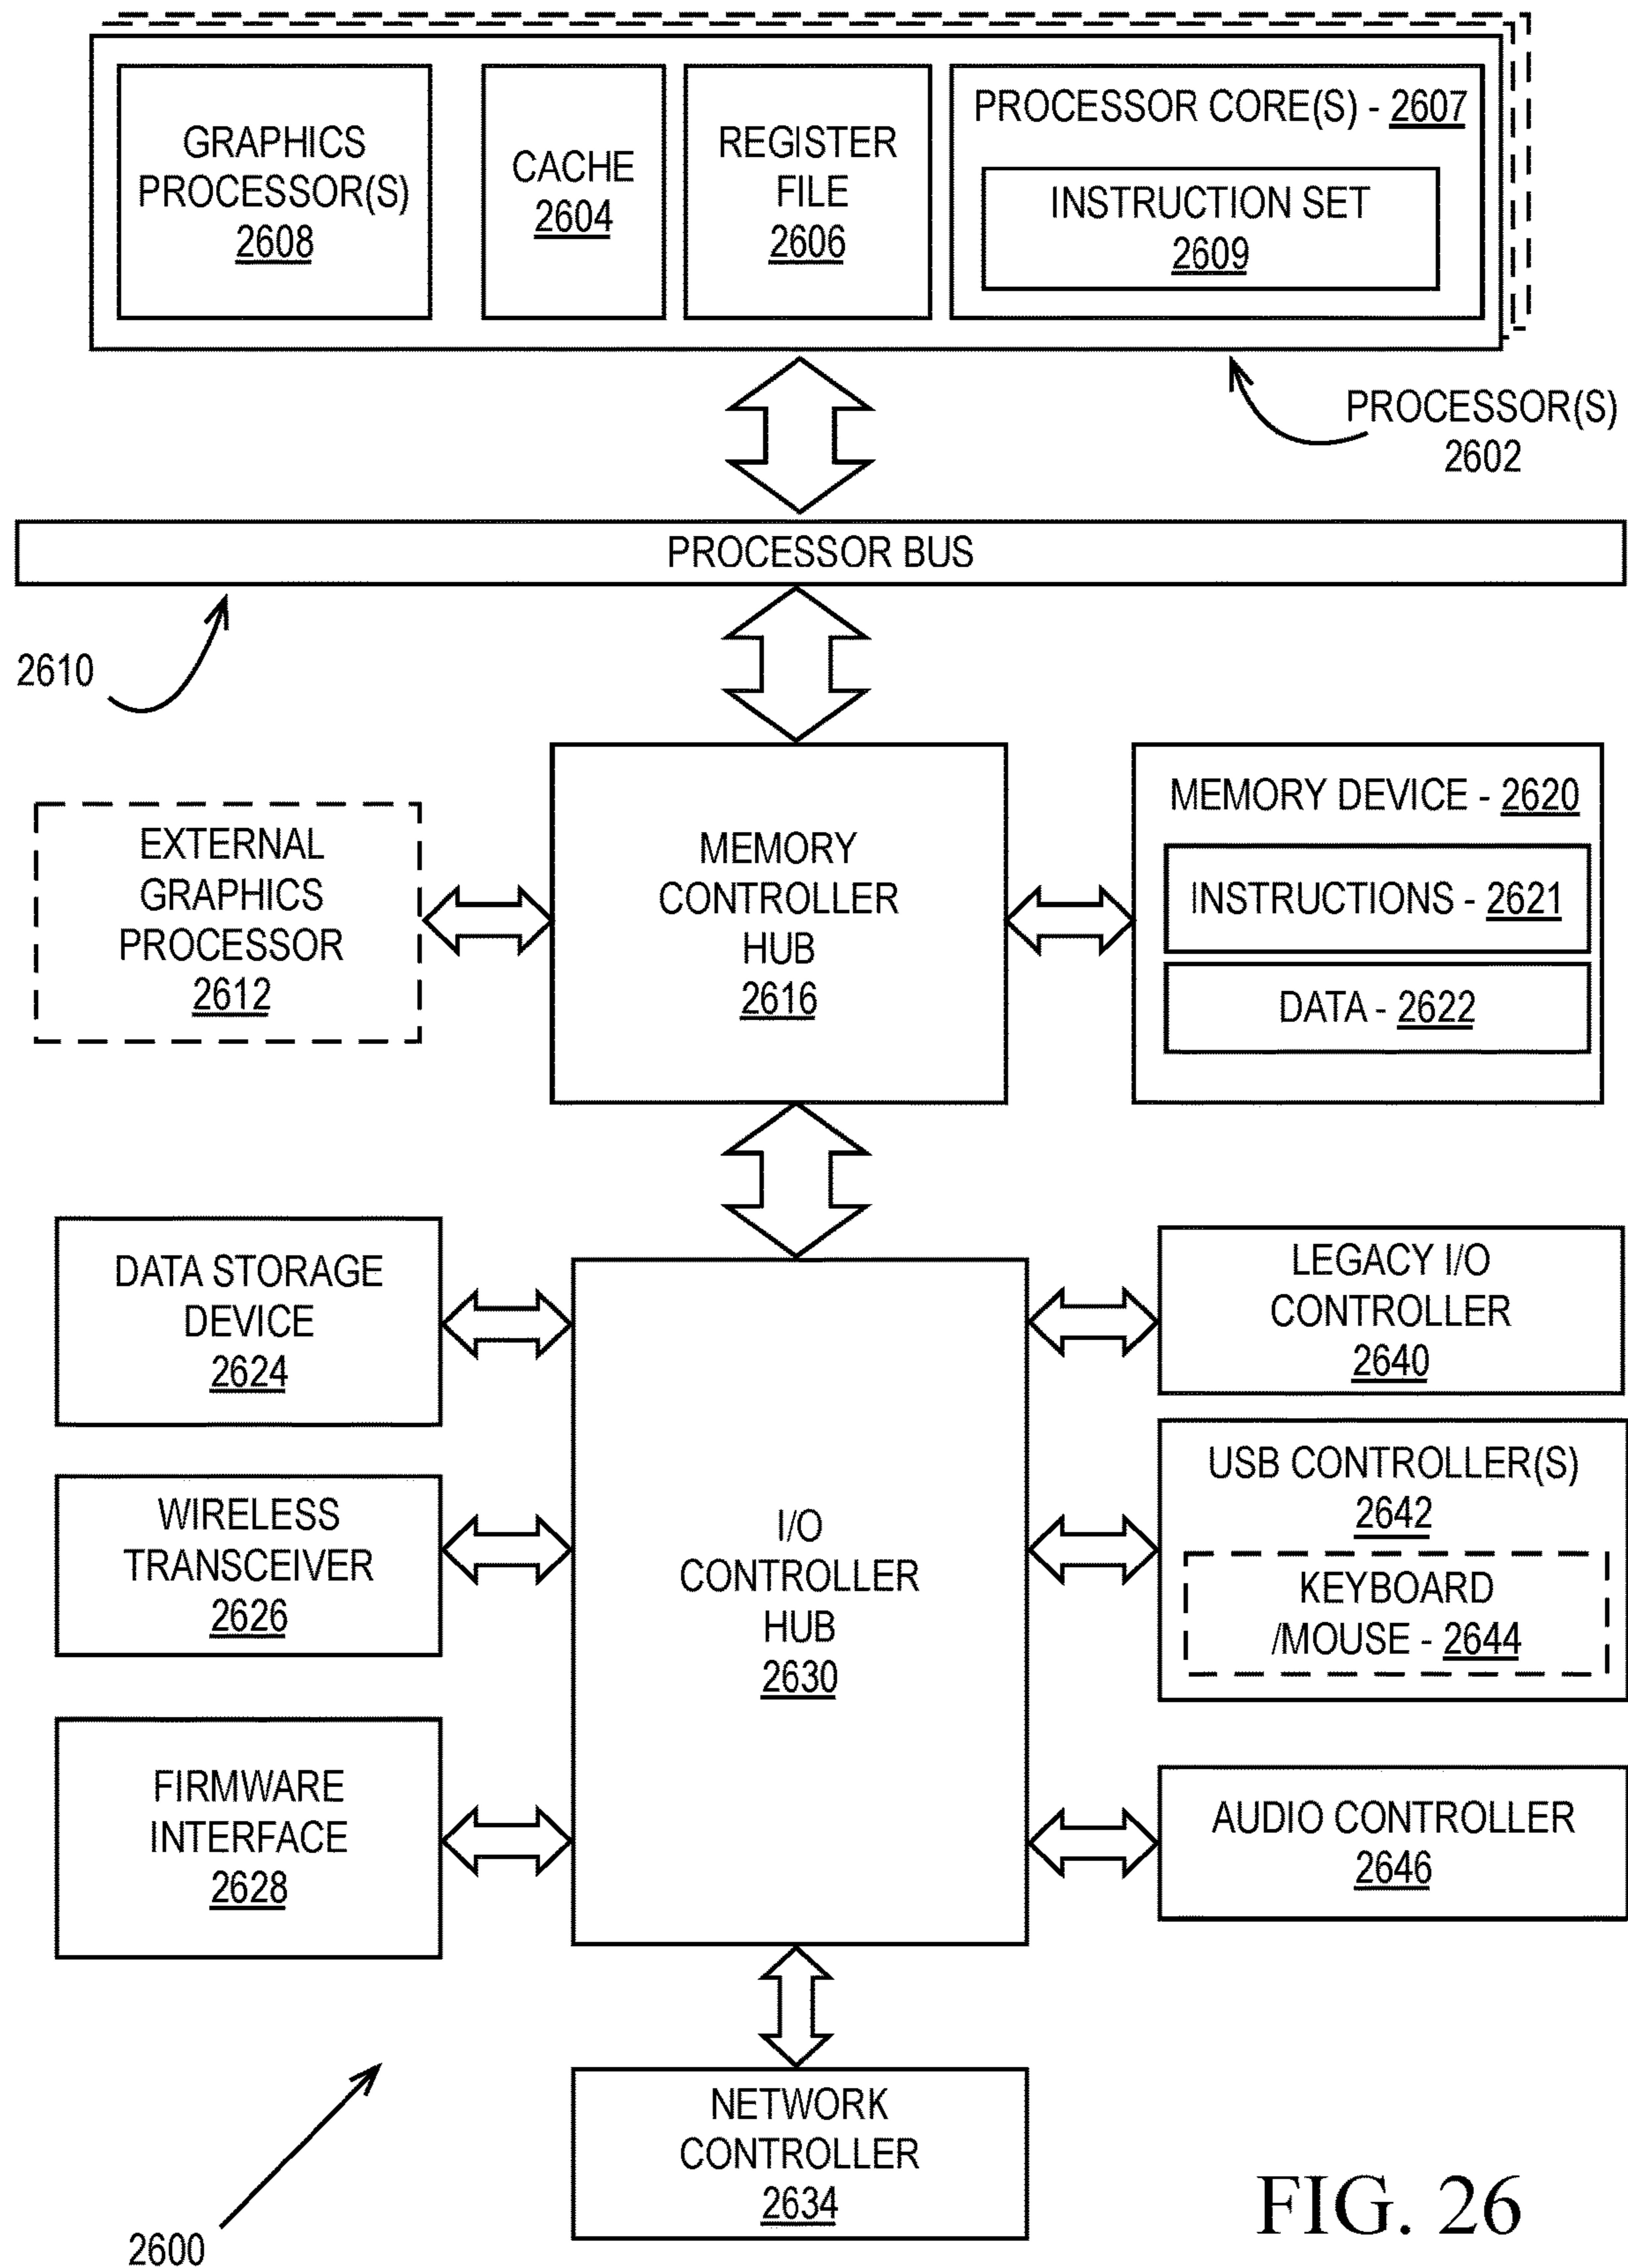 GRAPHICS
PROCESSOR(S)
2608
CACHE
2604
REGISTER
FILE
2606
PROCESSOR CORE(S) - 2607
INSTRUCTION SET
2609
PROCESSOR(S)
2602
PROCESSOR BUS
2610
EXTERNAL
GRAPHICS
PROCESSOR
2612
MEMORY
CONTROLLER
HUB
2616
MEMORY DEVICE - 2620
INSTRUCTIONS - 2621
DATA - 2622
DATA STORAGE
DEVICE
2624
WIRELESS
TRANSCEIVER
2626
FIRMWARE
INTERFACE
2628
I/O
CONTROLLER
HUB
2630
LEGACY I/O
CONTROLLER
2640
USB CONTROLLER(S)
2642
KEYBOARD
/MOUSE - 2644
AUDIO CONTROLLER
2646
NETWORK
CONTROLLER
2634
2600
FIG. 26